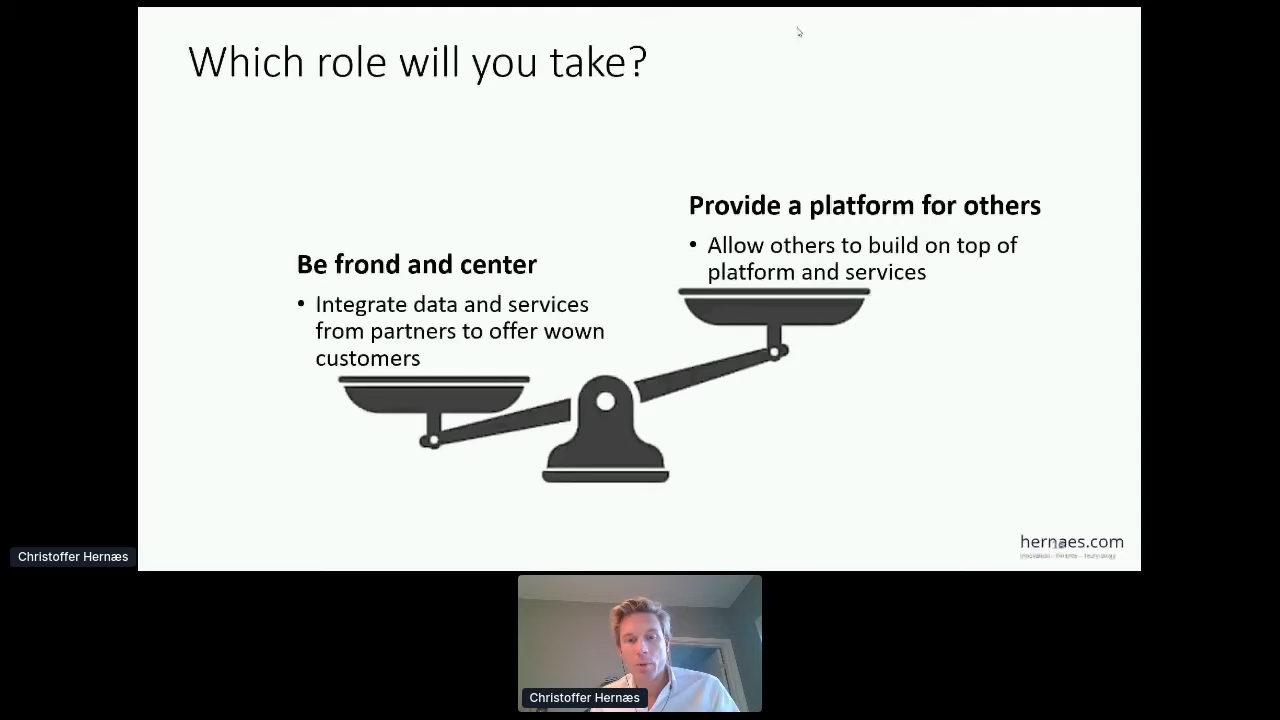 Which role will you take?
Provide a platform for others
• Allow others to build on top of
platform and services
Be frond and center
• Integrate data and services
from partners to offer wown
customers
hernaes.com
Christoffer Hernæs
Christoffer Hernæs